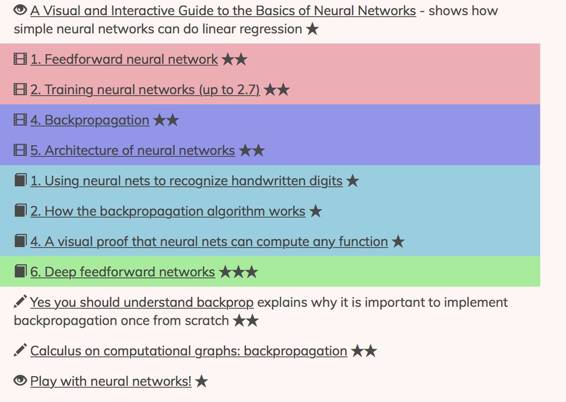 A Visual and Interactive Guide to the Basics of Neural Networks - shows how
simple neural networks can do linear regression ★
1. Feedforward neural network ★★
2. Training neural networks (up to 2.7) ★★
4. Backpropagation ★★
5. Architecture of neural networks ★★
1. Using neural nets to recognize handwritten digits ★
2. How the backpropagation algorithm works ★
4. A visual proof that neural nets can compute any function ★
6. Deep feedforward networks ★★★
Yes you should understand backprop explains why it is important to implement
backpropagation once from scratch ★★
Calculus on computational graphs: backpropagation ★★
Play with neural networks! ★